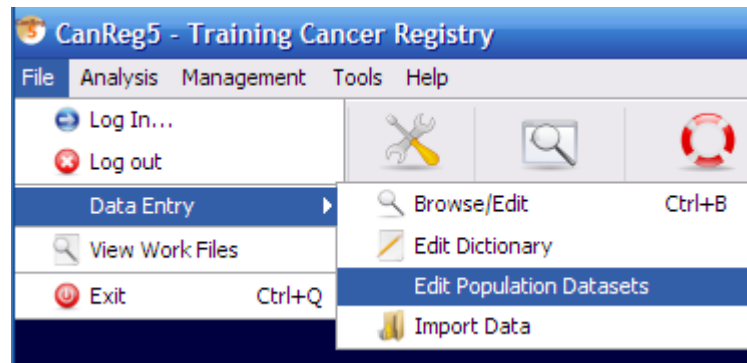 CanReg5 - Training Cancer Registry
File Analysis Management Tools Help
Log In...
Log out
Data Entry
Browse/Edit Ctrl+B
View Work Files
Edit Dictionary
Edit Population Datasets
Exit Ctrl+Q
Import Data